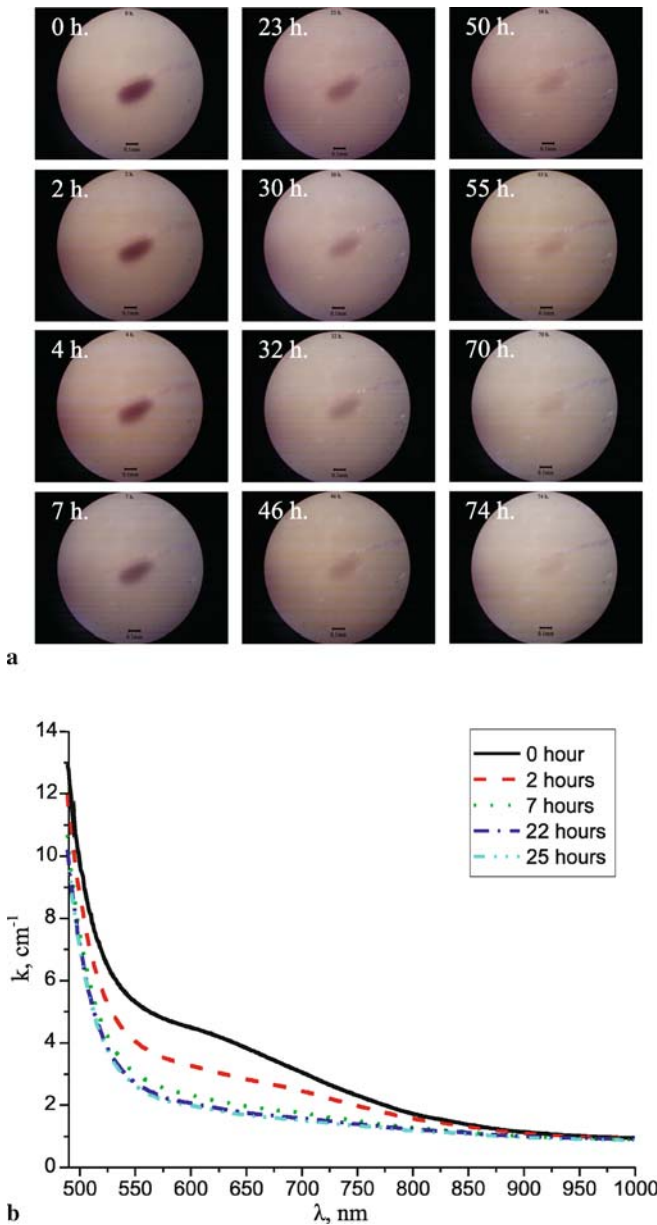 0 h. 23 h. 50 h.
2 h. 30 h. 55 h.
4 h. 32 h. 70 h.
7 h. 46 h. 74 h.
a
14
12
10
8
6
4
2
0
k, cm-1
0 hour
2 hours
7 hours
22 hours
25 hours
500 550 600 650 700 750 800 850 900 950 1000
λ, nm
b